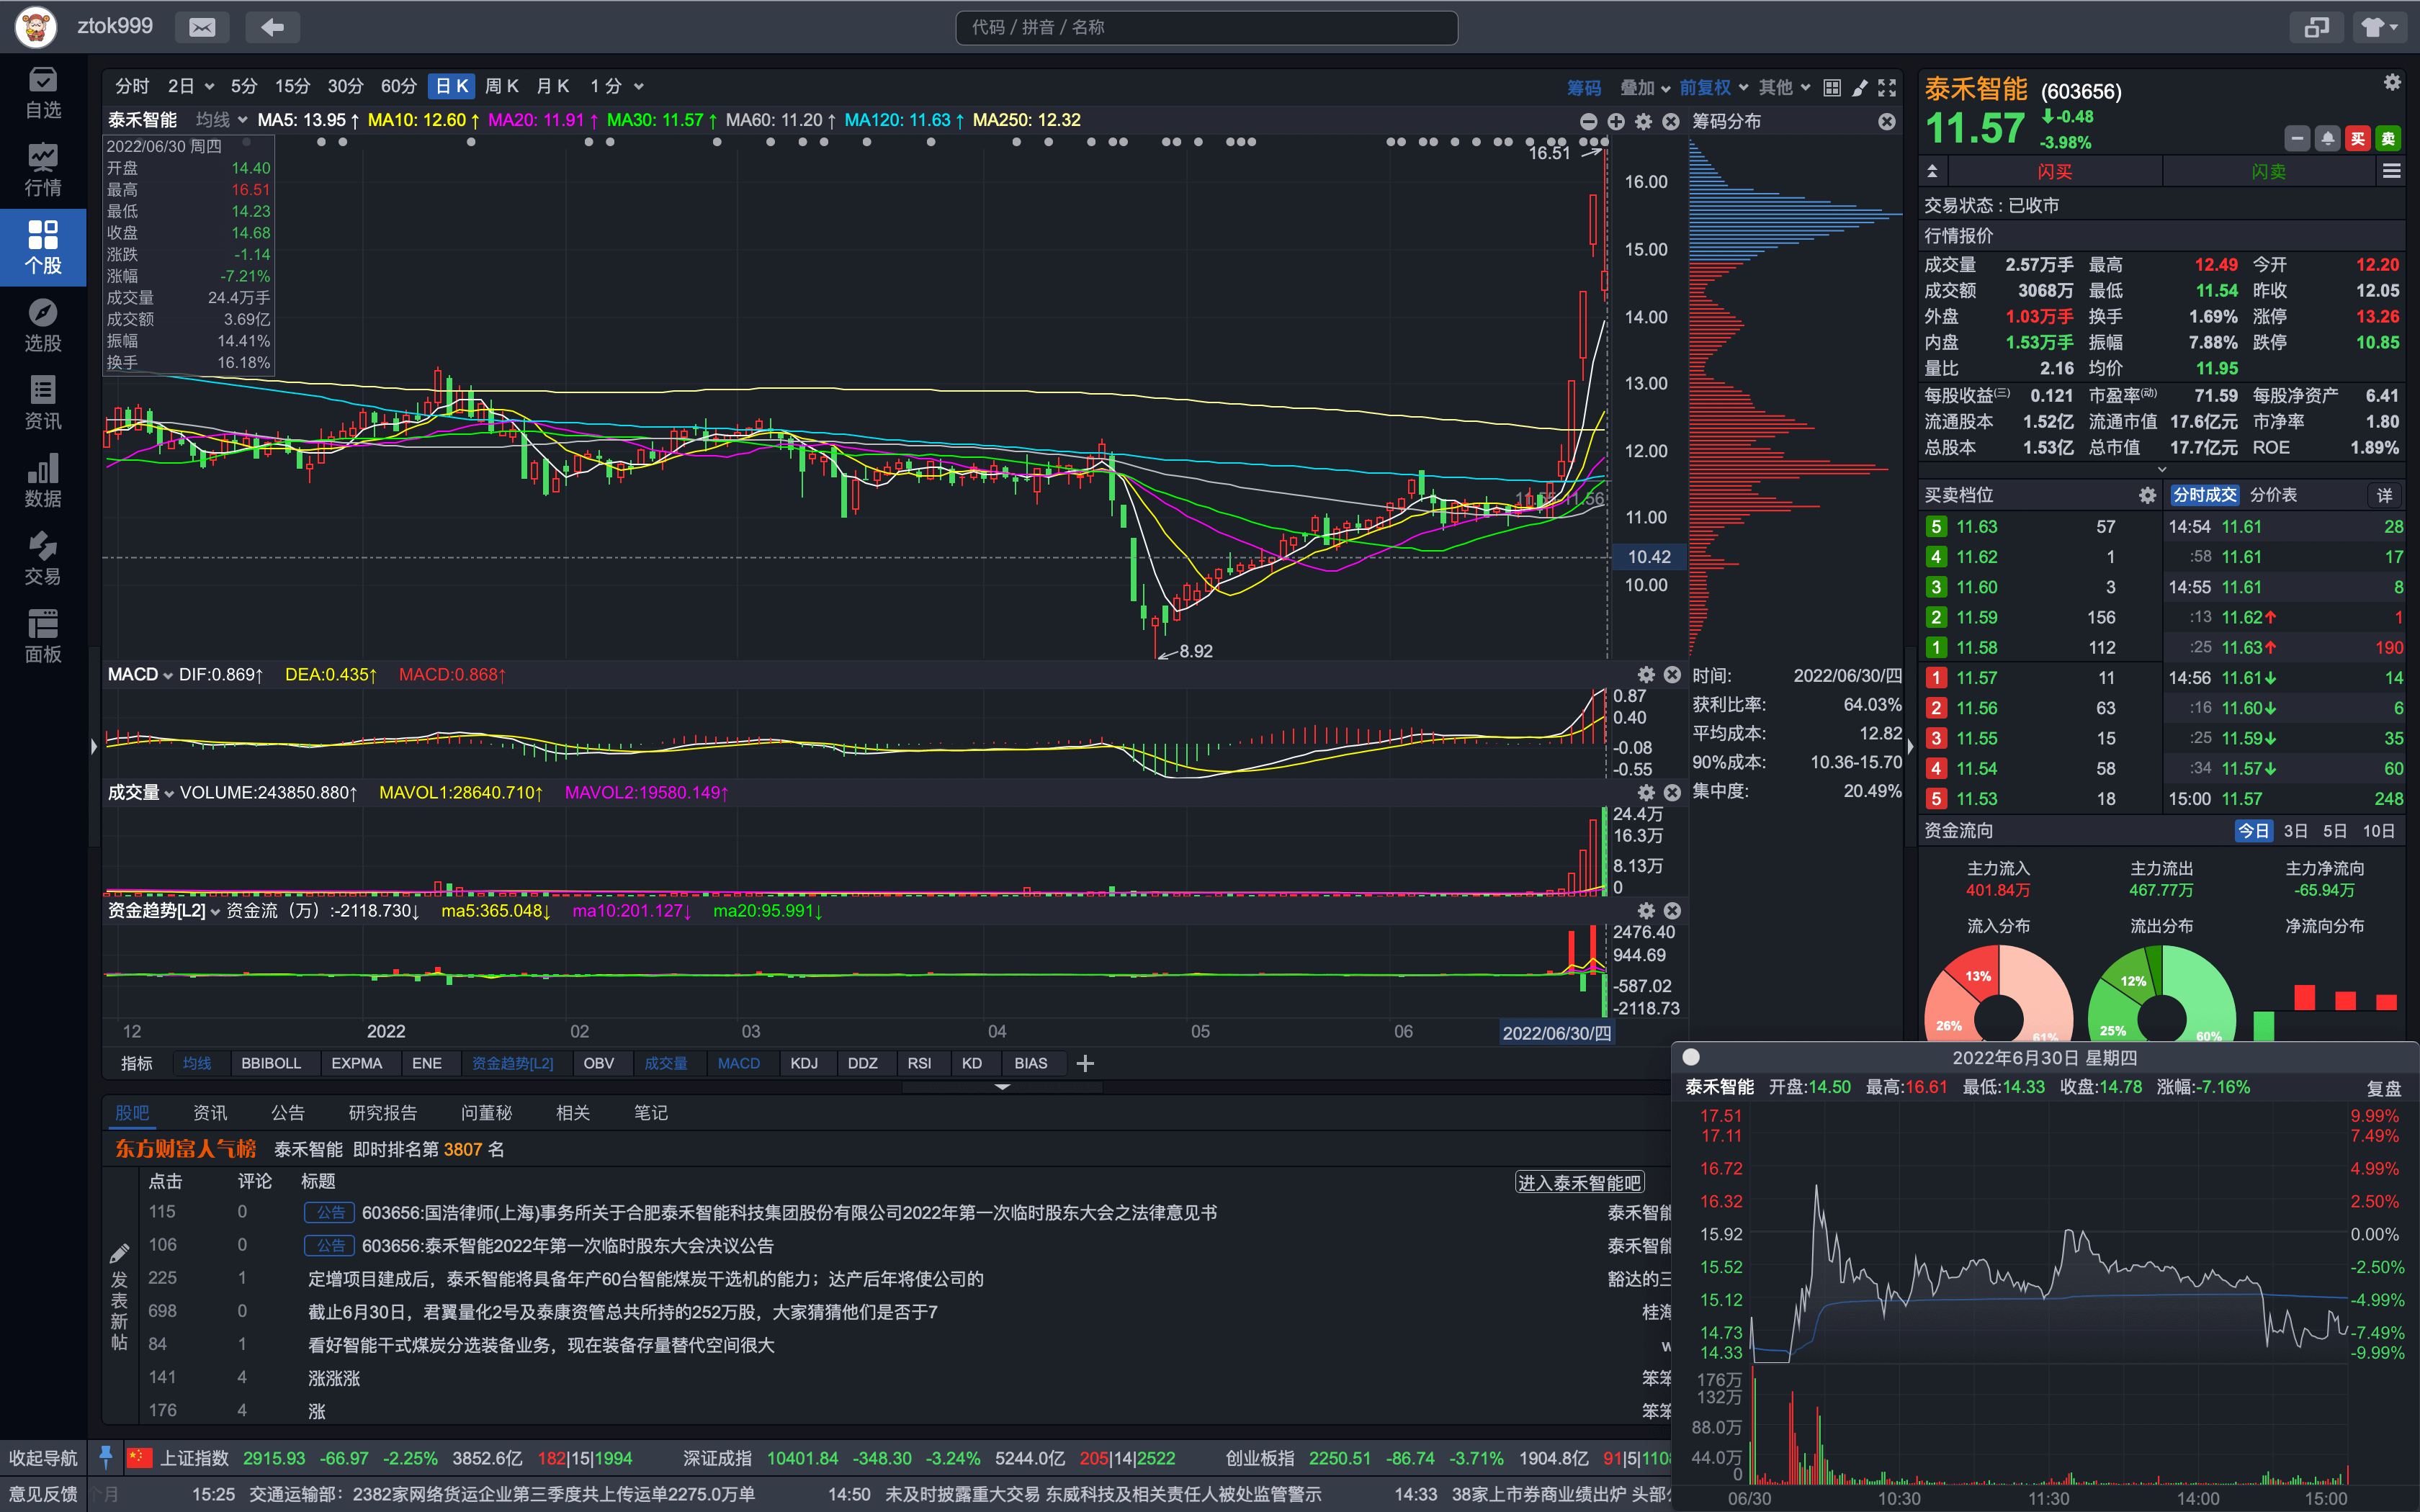 ztok999
代码 / 拼音 / 名称
自选
行情
个股
选股
资讯
数据
交易
面板
分时 2日 5分 15分 30分 60分 日K 周K 月K 1分
筹码 叠加 前复权 其他
泰禾智能 均线 MA5: 13.95↑ MA10: 12.60↑ MA20: 11.91↑ MA30: 11.57↑ MA60: 11.20↑ MA120: 11.63↑ MA250: 12.32
筹码分布
2022/06/30 周四
开盘 14.40
最高 16.51
最低 14.23
收盘 14.68
涨跌 -1.14
涨幅 -7.21%
成交量 24.4万手
成交额 3.69亿
振幅 14.41%
换手 16.18%
16.51
16.00
15.00
14.00
13.00
12.00
11.00
10.42
10.00
8.92
MACD DIF:0.869↑ DEA:0.435↑ MACD:0.868↑
0.87
0.40
-0.08
-0.55
成交量 VOLUME:243850.880↑ MAVOL1:28640.710↑ MAVOL2:19580.149↑
24.4万
16.3万
8.13万
0
资金趋势[L2] 资金流（万）:-2118.730↓ ma5:365.048↓ ma10:201.127↓ ma20:95.991↓
2476.40
944.69
-587.02
-2118.73
12 2022 02 03 04 05 06 2022/06/30/四
时间: 2022/06/30/四
获利比率: 64.03%
平均成本: 12.82
90%成本: 10.36-15.70
集中度: 20.49%
指标 均线 BBIBOLL EXPMA ENE 资金趋势[L2] OBV 成交量 MACD KDJ DDZ RSI KD BIAS
股吧 资讯 公告 研究报告 问董秘 相关 笔记
东方财富人气榜 泰禾智能 即时排名第 3807 名
点击 评论 标题
进入泰禾智能吧
115 0 公告 603656:国浩律师(上海)事务所关于合肥泰禾智能科技集团股份有限公司2022年第一次临时股东大会之法律意见书 泰禾智能
106 0 公告 603656:泰禾智能2022年第一次临时股东大会决议公告 泰禾智能
225 1 定增项目建成后，泰禾智能将具备年产60台智能煤炭干选机的能力；达产后年将使公司的 豁达的三
698 0 截止6月30日，君翼量化2号及泰康资管总共所持的252万股，大家猜猜他们是否于7 桂海
84 1 看好智能干式煤炭分选装备业务，现在装备存量替代空间很大
141 4 涨涨涨 笨笨
176 4 涨 笨笨
发表新帖
泰禾智能 (603656)
11.57 -0.48
-3.98%
买 卖
闪买 闪卖
交易状态 : 已收市
行情报价
成交量 2.57万手 最高 12.49 今开 12.20
成交额 3068万 最低 11.54 昨收 12.05
外盘 1.03万手 换手 1.69% 涨停 13.26
内盘 1.53万手 振幅 7.88% 跌停 10.85
量比 2.16 均价 11.95
每股收益(三) 0.121 市盈率(动) 71.59 每股净资产 6.41
流通股本 1.52亿 流通市值 17.6亿元 市净率 1.80
总股本 1.53亿 总市值 17.7亿元 ROE 1.89%
买卖档位 分时成交 分价表 详
5 11.63 57 14:54 11.61 28
4 11.62 1 :58 11.61 17
3 11.60 3 14:55 11.61 8
2 11.59 156 :13 11.62↑ 1
1 11.58 112 :25 11.63↑ 190
1 11.57 11 14:56 11.61↓ 14
2 11.56 63 :16 11.60↓ 6
3 11.55 15 :25 11.59↓ 35
4 11.54 58 :34 11.57↓ 60
5 11.53 18 15:00 11.57 248
资金流向 今日 3日 5日 10日
主力流入 主力流出 主力净流向
401.84万 467.77万 -65.94万
流入分布 流出分布 净流向分布
13% 26% 61%
12% 25% 60%
2022年6月30日 星期四
泰禾智能 开盘:14.50 最高:16.61 最低:14.33 收盘:14.78 涨幅:-7.16% 复盘
17.51 9.99%
17.11 7.49%
16.72 4.99%
16.32 2.50%
15.92 0.00%
15.52 -2.50%
15.12 -4.99%
14.73 -7.49%
14.33 -9.99%
176万
132万
88.0万
44.0万
0
06/30 10:30 11:30 14:00 15:00
收起导航 上证指数 2915.93 -66.97 -2.25% 3852.6亿 182|15|1994 深证成指 10401.84 -348.30 -3.24% 5244.0亿 205|14|2522 创业板指 2250.51 -86.74 -3.71% 1904.8亿 91|5|110
意见反馈 个月 15:25 交通运输部：2382家网络货运企业第三季度共上传运单2275.0万单 14:50 未及时披露重大交易 东威科技及相关责任人被处监管警示 14:33 38家上市券商业绩出炉 头部